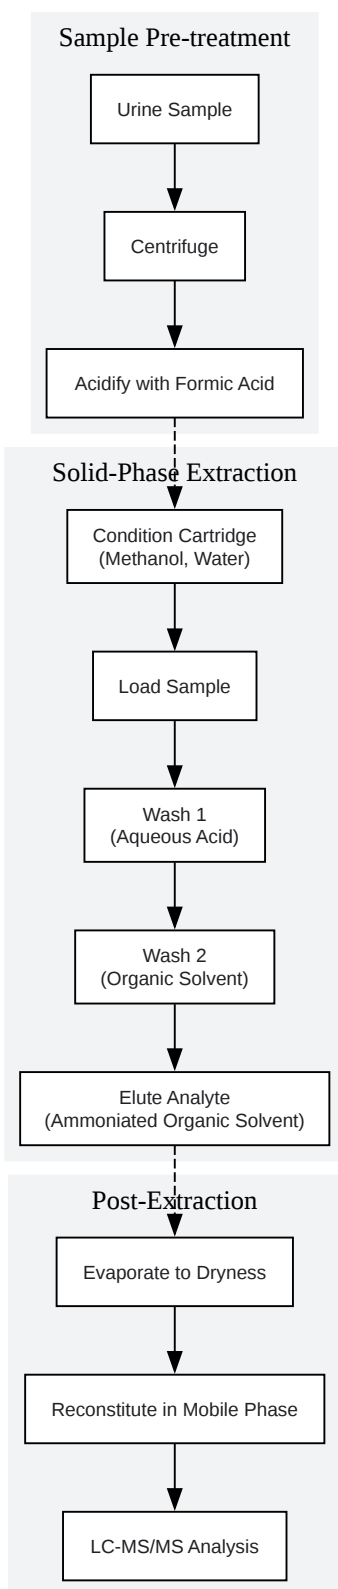 Sample Pre-treatment
Urine Sample
Centrifuge
Acidify with Formic Acid
Solid-Phase Extraction
Condition Cartridge
(Methanol, Water)
Load Sample
Wash 1
(Aqueous Acid)
Wash 2
(Organic Solvent)
Elute Analyte
(Ammoniated Organic Solvent)
Post-Extraction
Evaporate to Dryness
Reconstitute in Mobile Phase
LC-MS/MS Analysis